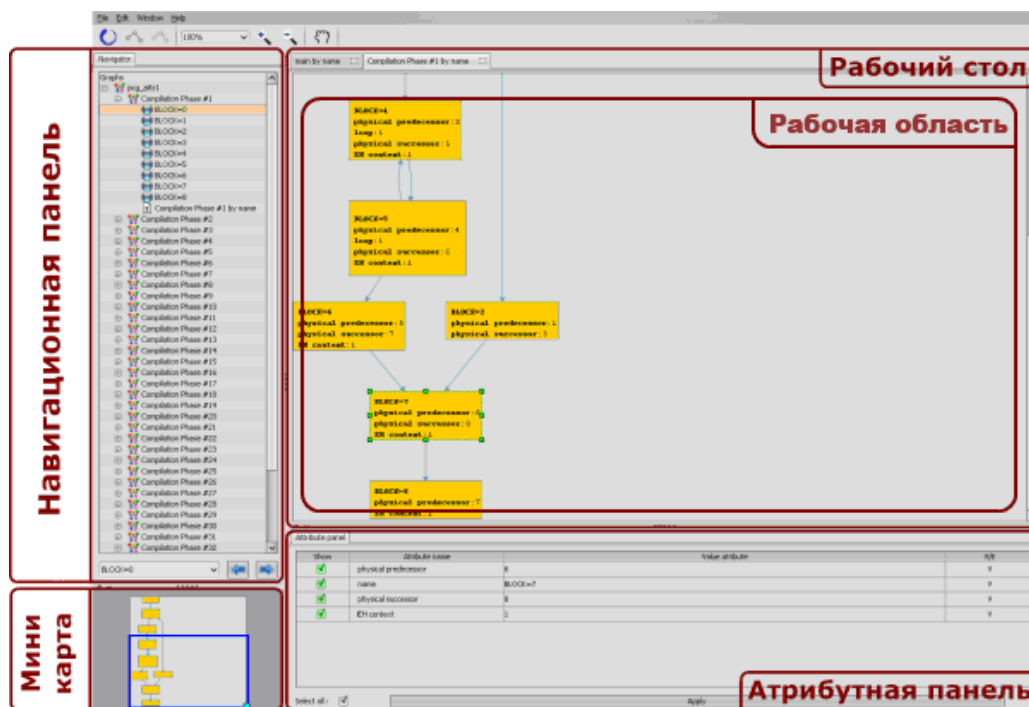 File Edit Window Help
100%
Navigator
Graphs
pcg_attr1
Compilation Phase #1
BLOCK=0
BLOCK=1
BLOCK=2
BLOCK=3
BLOCK=4
BLOCK=5
BLOCK=6
BLOCK=7
BLOCK=8
Compilation Phase #1 by name
Compilation Phase #2
Compilation Phase #3
Compilation Phase #4
Compilation Phase #5
Compilation Phase #6
Compilation Phase #7
Compilation Phase #8
Compilation Phase #9
Compilation Phase #10
Compilation Phase #11
Compilation Phase #12
Compilation Phase #13
Compilation Phase #14
Compilation Phase #15
Compilation Phase #16
Compilation Phase #17
Compilation Phase #18
Compilation Phase #19
Compilation Phase #20
Compilation Phase #21
Compilation Phase #22
Compilation Phase #23
Compilation Phase #24
Compilation Phase #25
Compilation Phase #26
Compilation Phase #27
Compilation Phase #28
Compilation Phase #29
Compilation Phase #30
Compilation Phase #31
Compilation Phase #32
BLOCK=0
Навигационная панель
Мини
карта
main by name
Compilation Phase #1 by name
Рабочий стол
Рабочая область
BLOCK=4
physical predecessor:3
loop:1
physical successor:5
EH context:1
BLOCK=5
physical predecessor:4
loop:1
physical successor:6
EH context:1
BLOCK=6
physical predecessor:5
physical successor:7
EH context:1
BLOCK=2
physical predecessor:1
physical successor:3
BLOCK=7
physical predecessor:6
physical successor:8
EH context:1
BLOCK=8
physical predecessor:7
EH context:1
Attribute panel
Show Attribute name Value attribute
physical predecessor 6
name BLOCK=7
physical successor 8
EH context 1
Select all:
Apply
Атрибутная панель